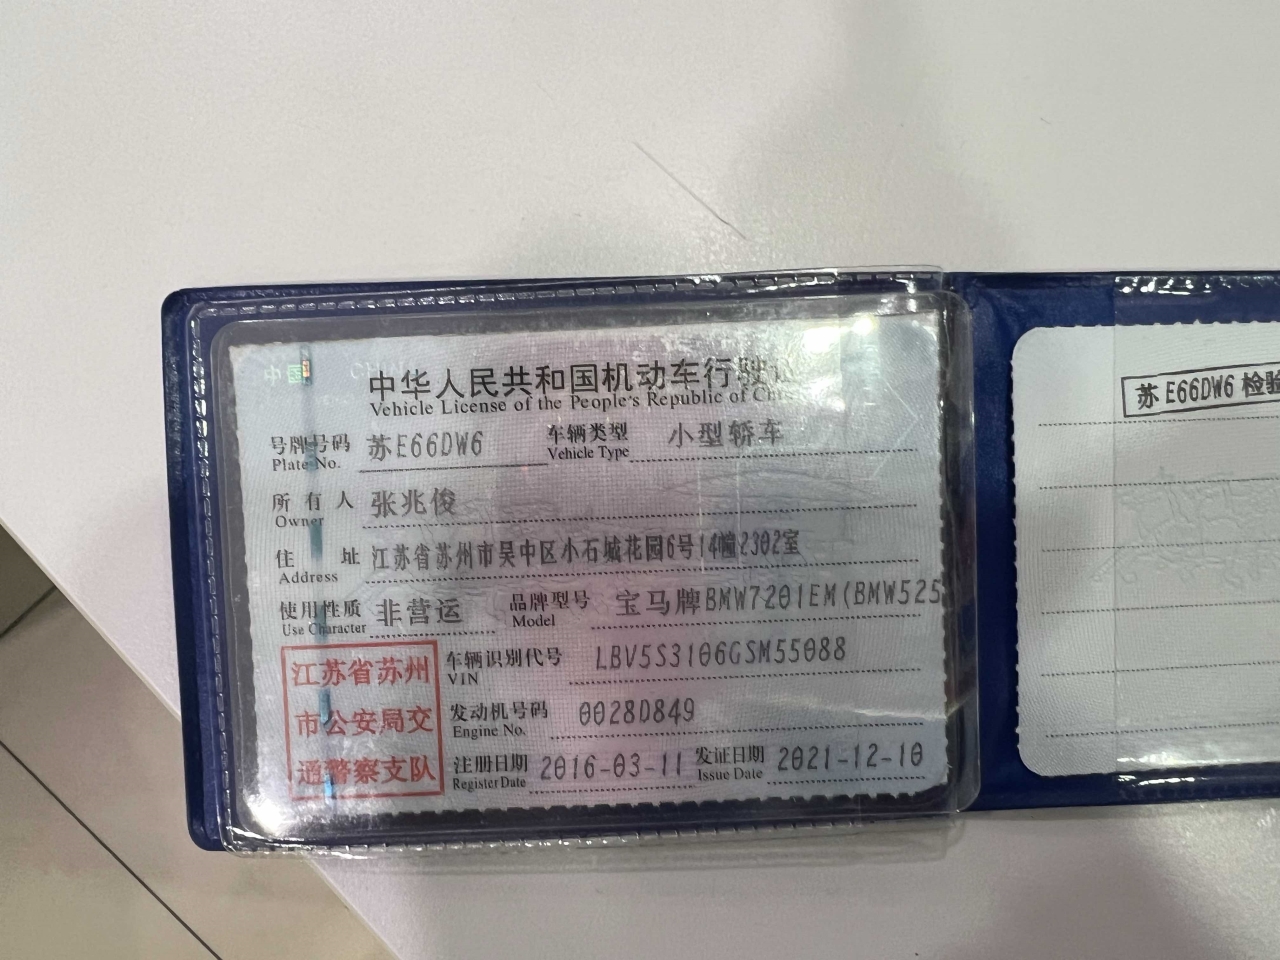 中国 CHIN
中华人民共和国机动车行驶证
Vehicle License of the People's Republic of Chi
号牌号码 苏E66DW6 车辆类型 小型轿车
Plate No. Vehicle Type
所有人 张兆俊
Owner
住址 江苏省苏州市吴中区小石城花园6号14幢2302室
Address
使用性质 非营运 品牌型号 宝马牌BMW7201EM(BMW525
Use Character Model
江苏省苏州
市公安局交
通警察支队
车辆识别代号 LBV5S3106GSM55088
VIN
发动机号码 0028D849
Engine No.
注册日期 2016-03-11 发证日期 2021-12-10
Register Date Issue Date
苏E66DW6 检验